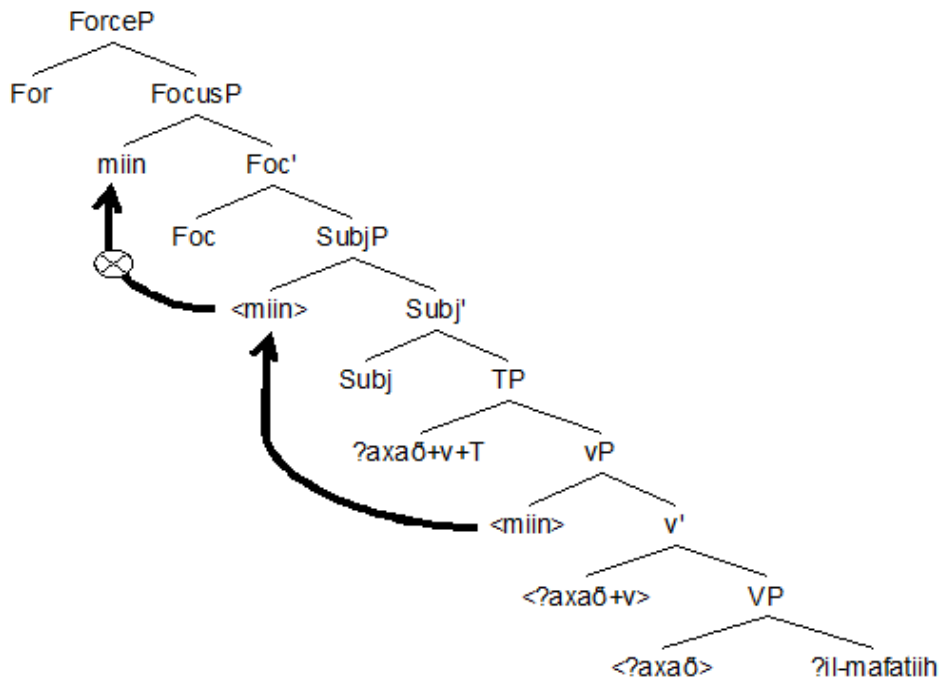 ForceP
For FocusP
miin Foc'
Foc SubjP
<miin> Subj'
Subj TP
?axað+v+T vP
<miin> v'
<?axað+v> VP
<?axað> ?il-mafatiih